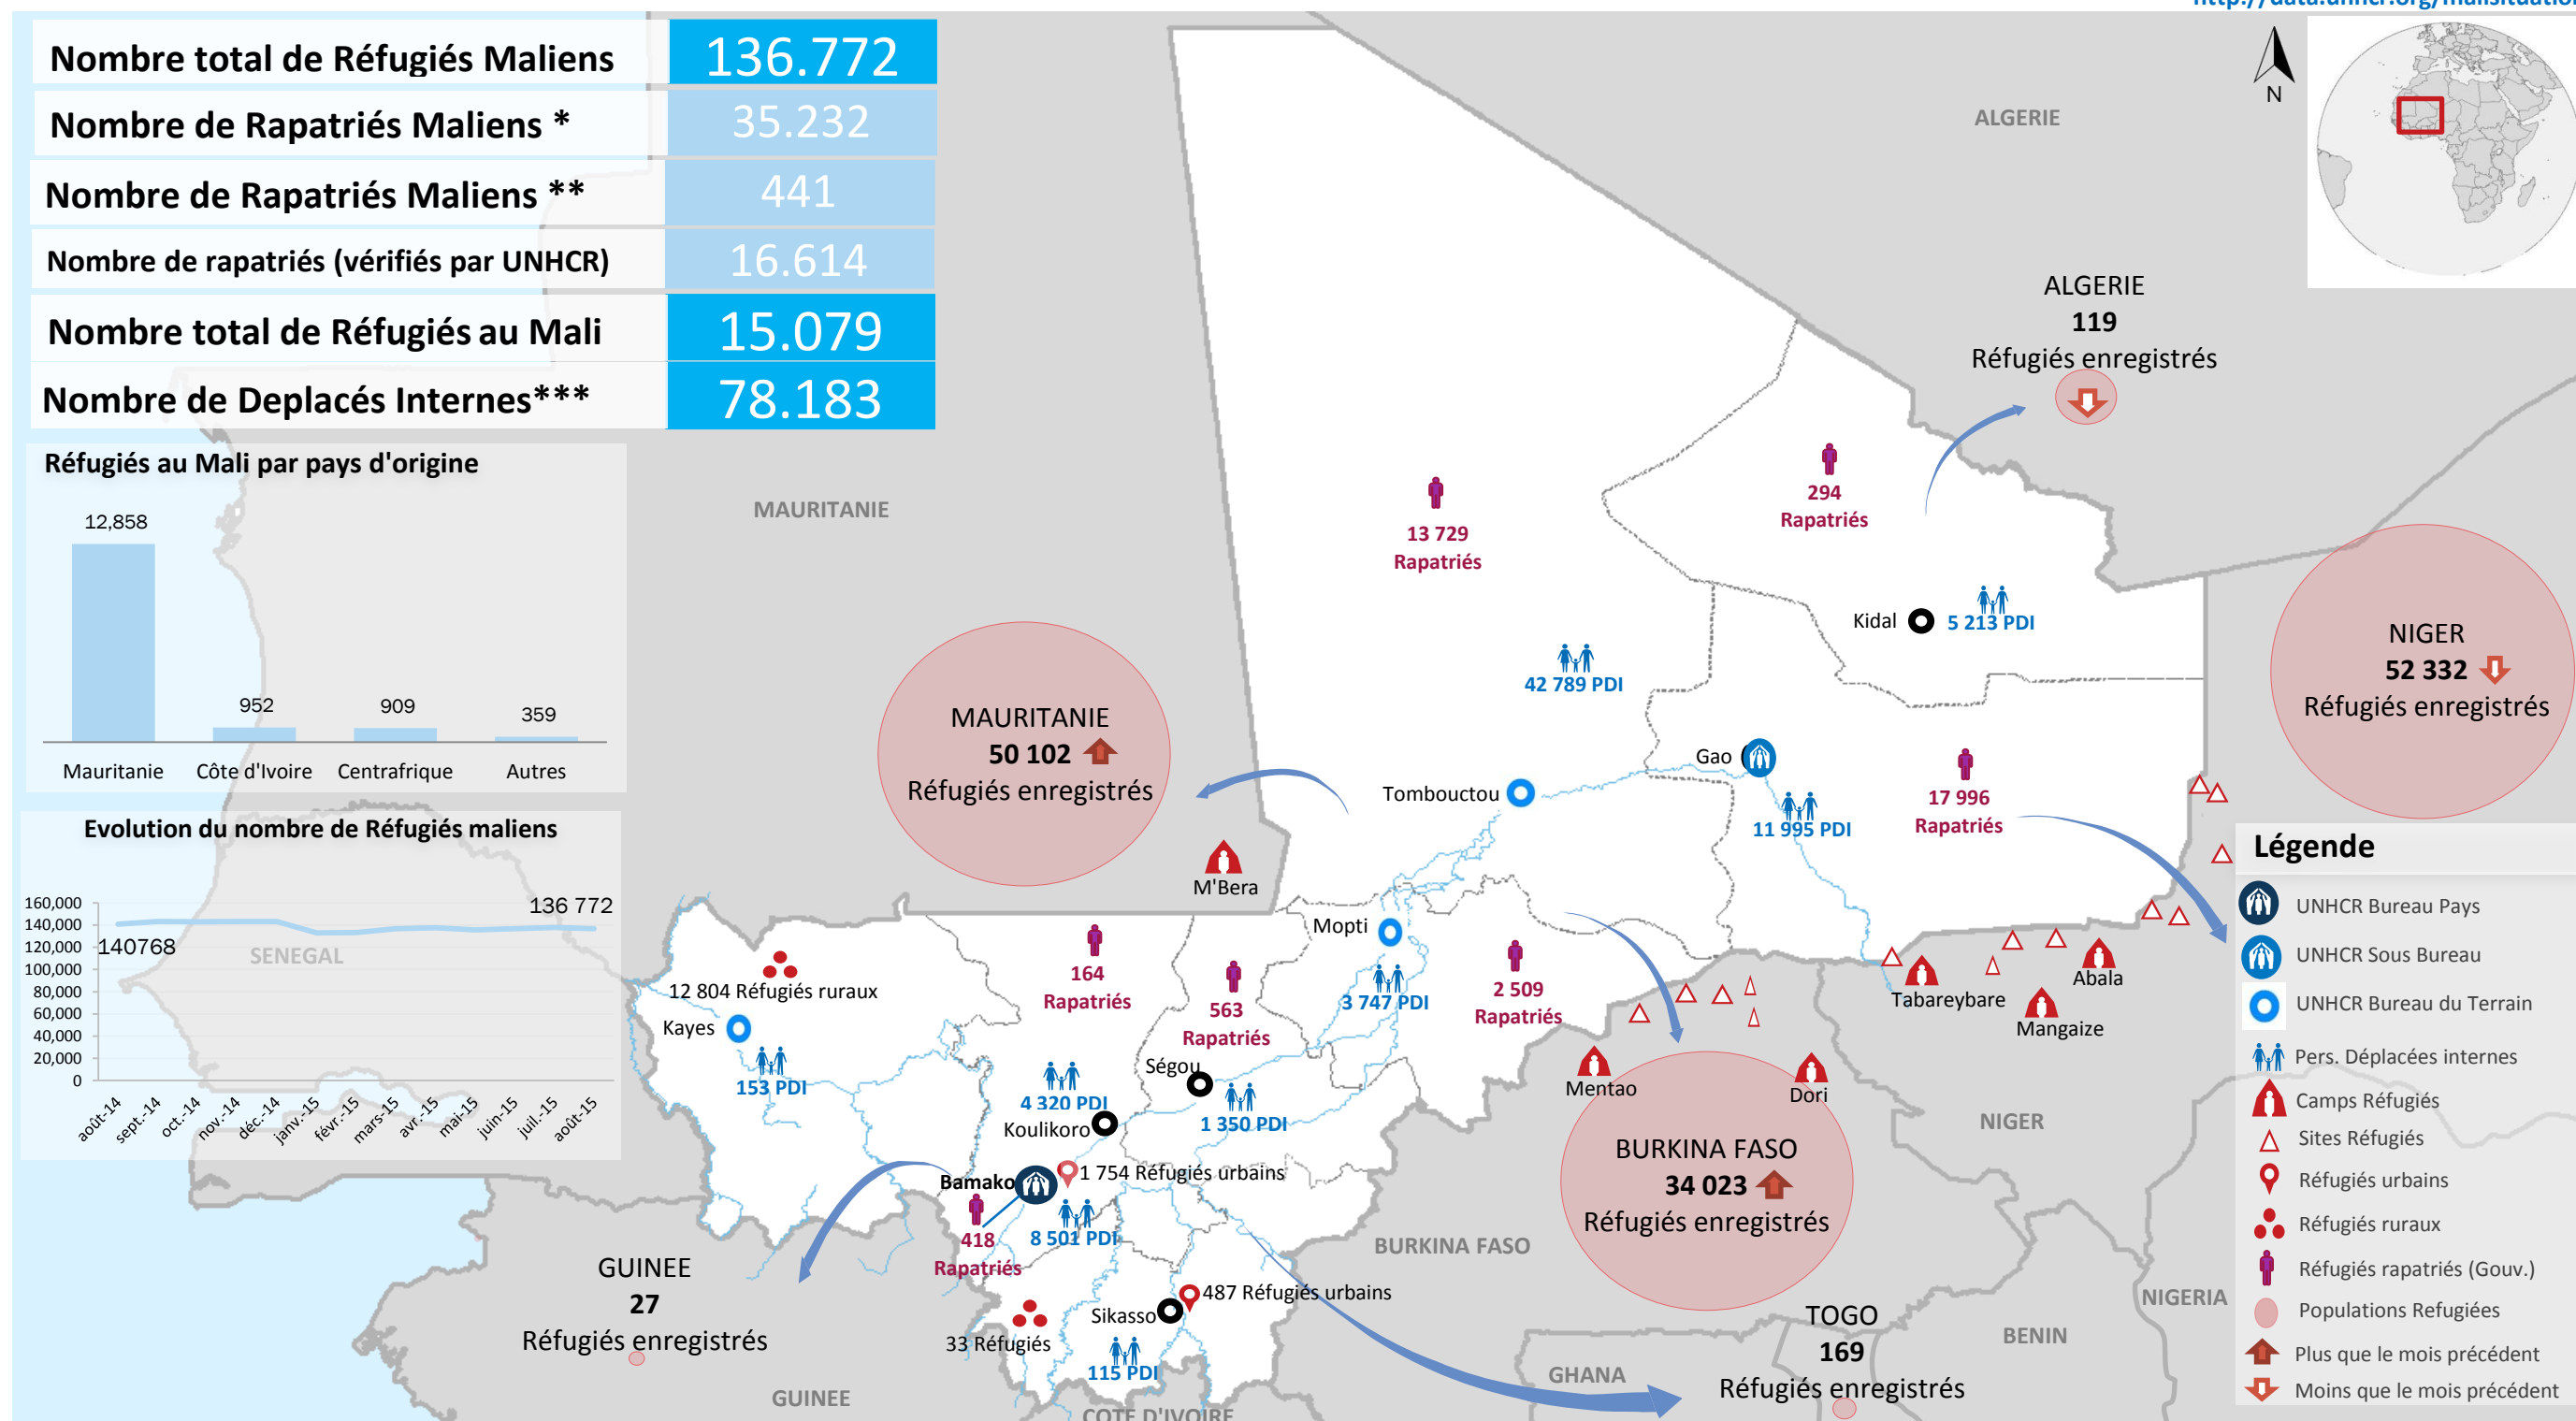 http://data.unhcr.org/malisituation
Nombre total de Réfugiés Maliens 136.772
Nombre de Rapatriés Maliens * 35.232
Nombre de Rapatriés Maliens ** 441
Nombre de rapatriés (vérifiés par UNHCR) 16.614
Nombre total de Réfugiés au Mali 15.079
Nombre de Deplacés Internes*** 78.183
Réfugiés au Mali par pays d'origine
12,858
952
909
359
Mauritanie
Côte d'Ivoire
Centrafrique
Autres
Evolution du nombre de Réfugiés maliens
160,000
140,000
120,000
100,000
80,000
60,000
40,000
20,000
0
140768
136 772
août-14
sept.-14
oct.-14
nov.-14
déc.-14
janv.-15
févr.-15
mars-15
avr.-15
mai-15
juin-15
juil.-15
août-15
SENEGAL
MAURITANIE
ALGERIE
N
ALGERIE
119
Réfugiés enregistrés
294
Rapatriés
13 729
Rapatriés
Kidal
5 213 PDI
42 789 PDI
NIGER
52 332
Réfugiés enregistrés
MAURITANIE
50 102
Réfugiés enregistrés
M'Bera
Gao
Tombouctou
11 995 PDI
17 996
Rapatriés
Mopti
3 747 PDI
2 509
Rapatriés
164
Rapatriés
563
Rapatriés
12 804 Réfugiés ruraux
Kayes
153 PDI
4 320 PDI
Koulikoro
Ségou
1 350 PDI
Bamako
1 754 Réfugiés urbains
418
Rapatriés
8 501 PDI
487 Réfugiés urbains
Sikasso
33 Réfugiés
115 PDI
Tabareybare
Mangaize
Abala
Mentao
Dori
BURKINA FASO
34 023
Réfugiés enregistrés
GUINEE
27
Réfugiés enregistrés
TOGO
169
Réfugiés enregistrés
BURKINA FASO
NIGER
NIGERIA
BENIN
GHANA
GUINEE
COTE D'IVOIRE
Légende
UNHCR Bureau Pays
UNHCR Sous Bureau
UNHCR Bureau du Terrain
Pers. Déplacées internes
Camps Réfugiés
Sites Réfugiés
Réfugiés urbains
Réfugiés ruraux
Réfugiés rapatriés (Gouv.)
Populations Refugiées
Plus que le mois précédent
Moins que le mois précédent